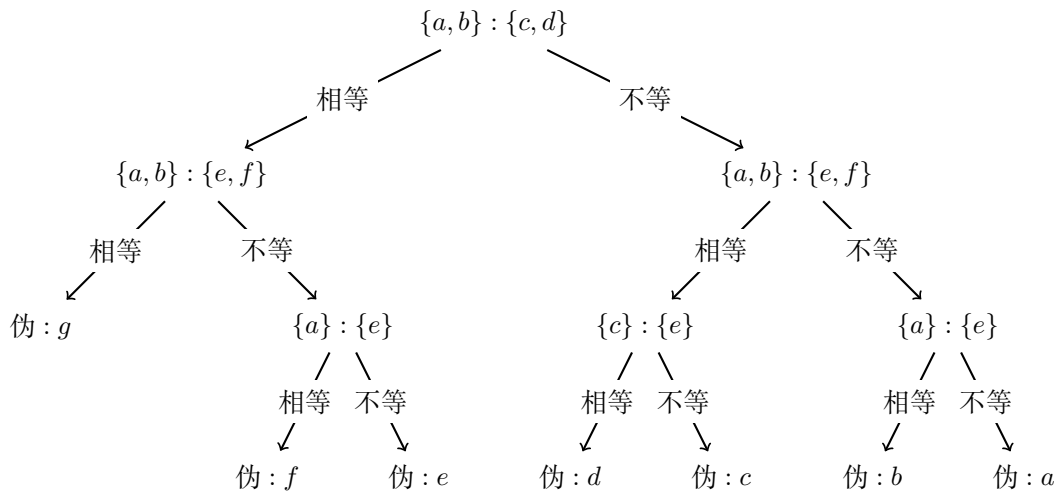 {a, b} : {c, d}
相等 不等
{a, b} : {e, f} {a, b} : {e, f}
相等 不等 相等 不等
伪 : g {a} : {e} {c} : {e} {a} : {e}
相等 不等 相等 不等 相等 不等
伪 : f 伪 : e 伪 : d 伪 : c 伪 : b 伪 : a